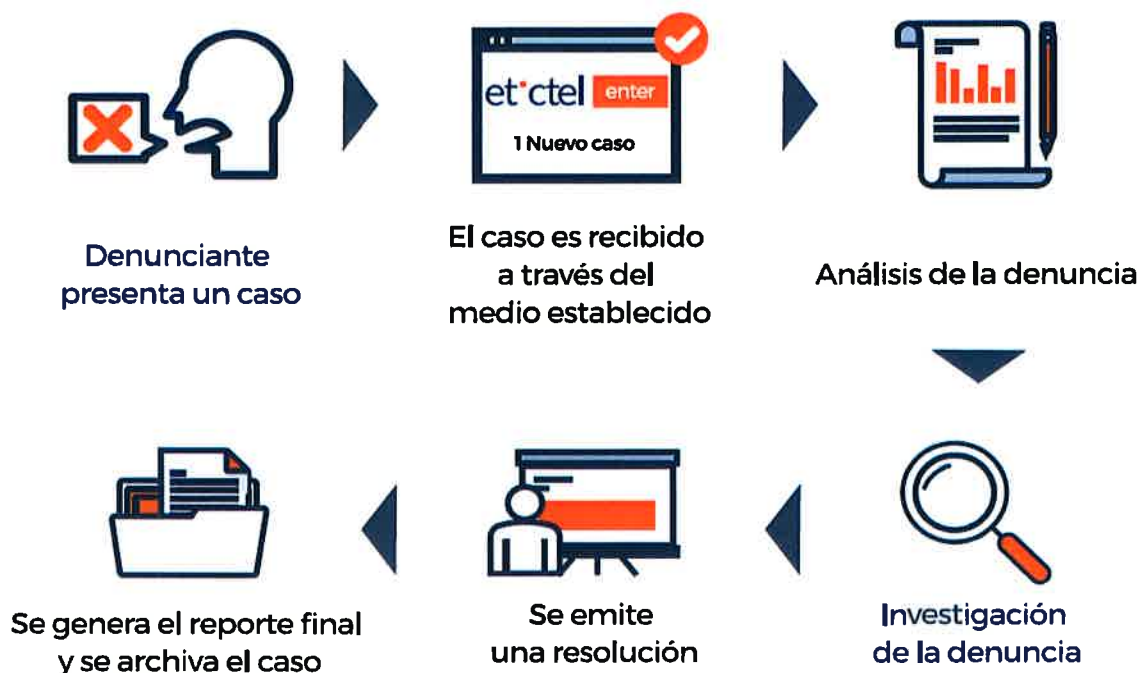 et·ctel enter
1 Nuevo caso
Denunciante
presenta un caso
El caso es recibido
a través del
medio establecido
Análisis de la denuncia
Investigación
de la denuncia
Se emite
una resolución
Se genera el reporte final
y se archiva el caso